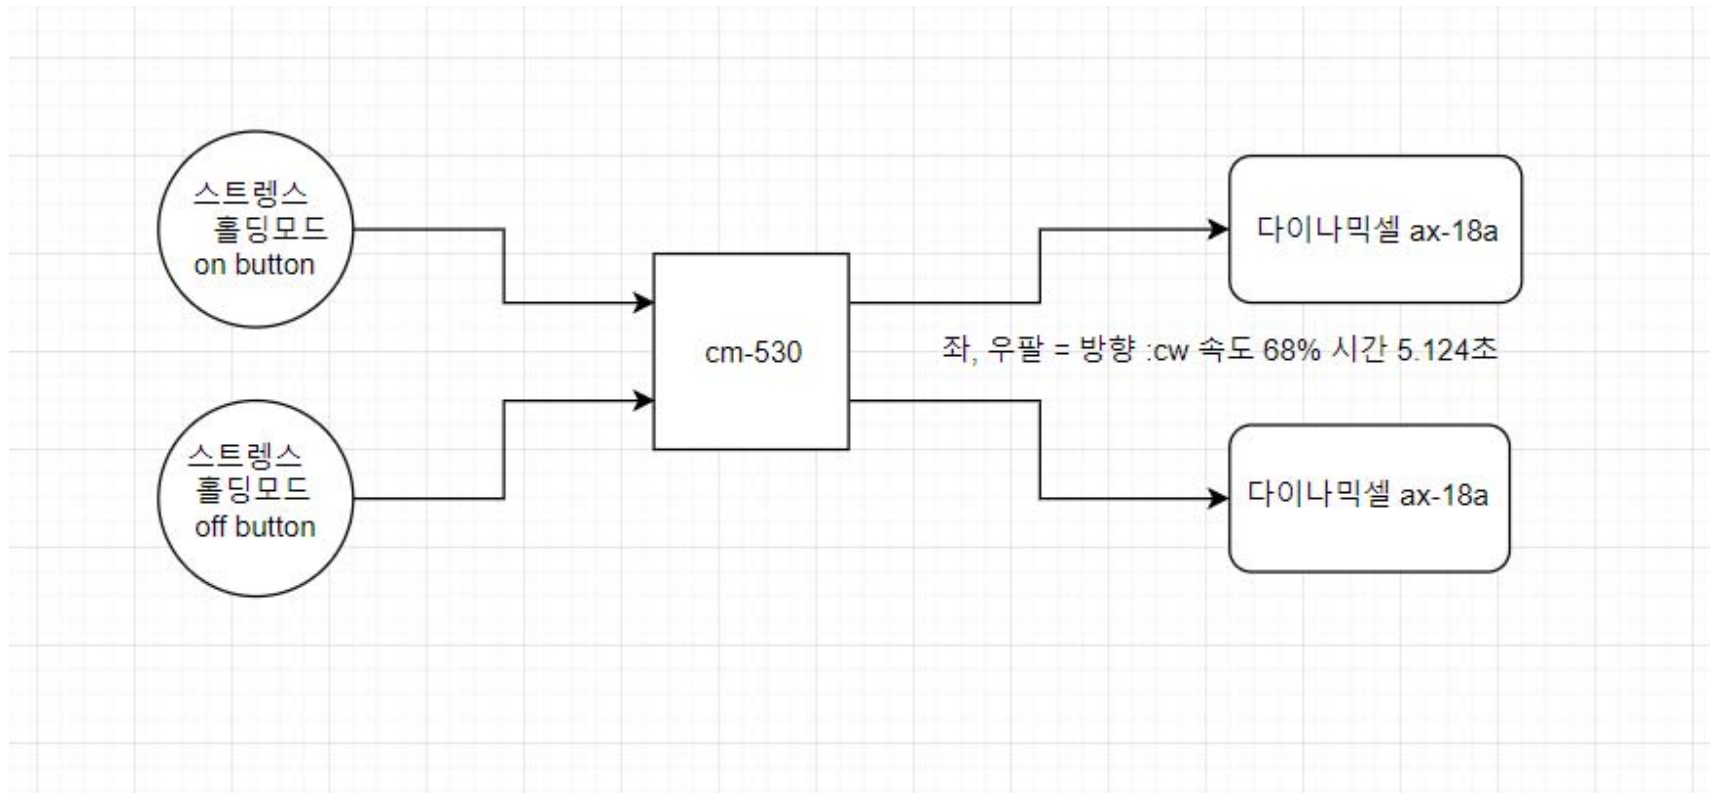 스트렝스
홀딩모드
on button
다이나믹셀 ax-18a
cm-530
좌, 우팔 = 방향 :cw 속도 68% 시간 5.124초
스트렝스
홀딩모드
off button
다이나믹셀 ax-18a